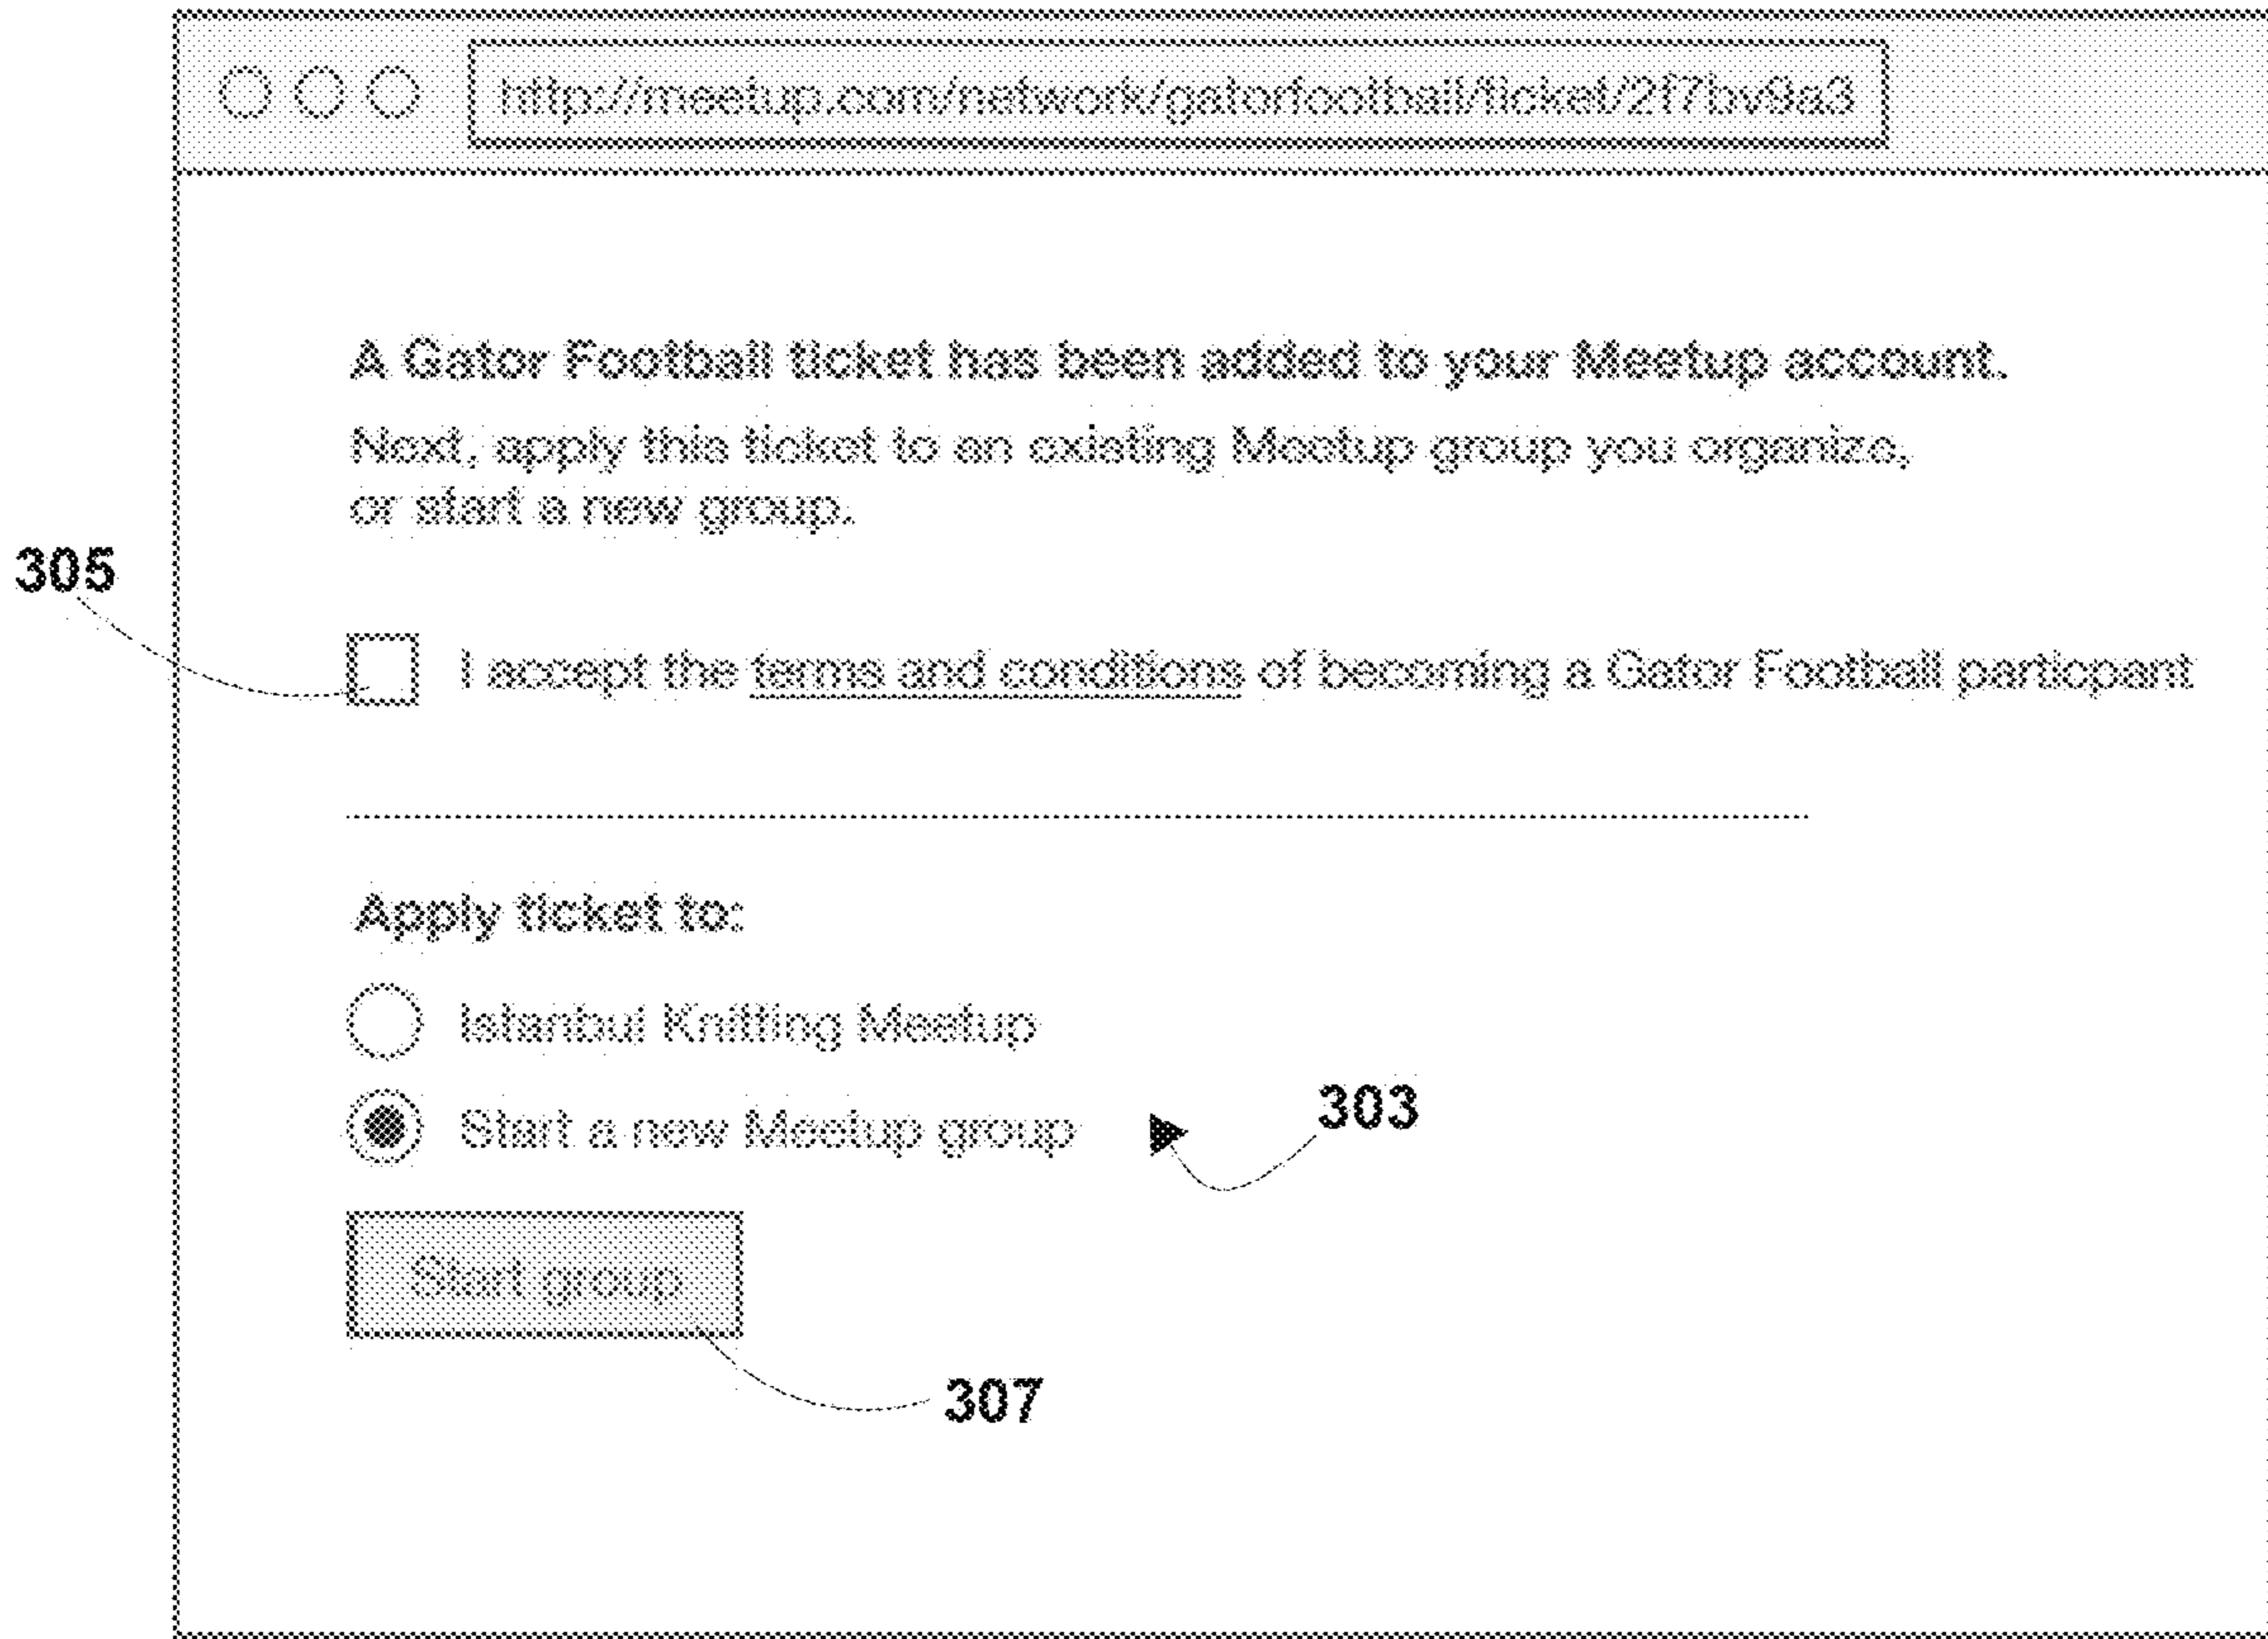 http://meetup.com/network/gatorfootball/ticket/2f7bv9a3
A Gator Football ticket has been added to your Meetup account.
Next, apply this ticket to an existing Meetup group you organize,
or start a new group.
305
I accept the terms and conditions of becoming a Gator Football particpant
Apply ticket to:
Istanbul Knitting Meetup
Start a new Meetup group
303
Start group
307